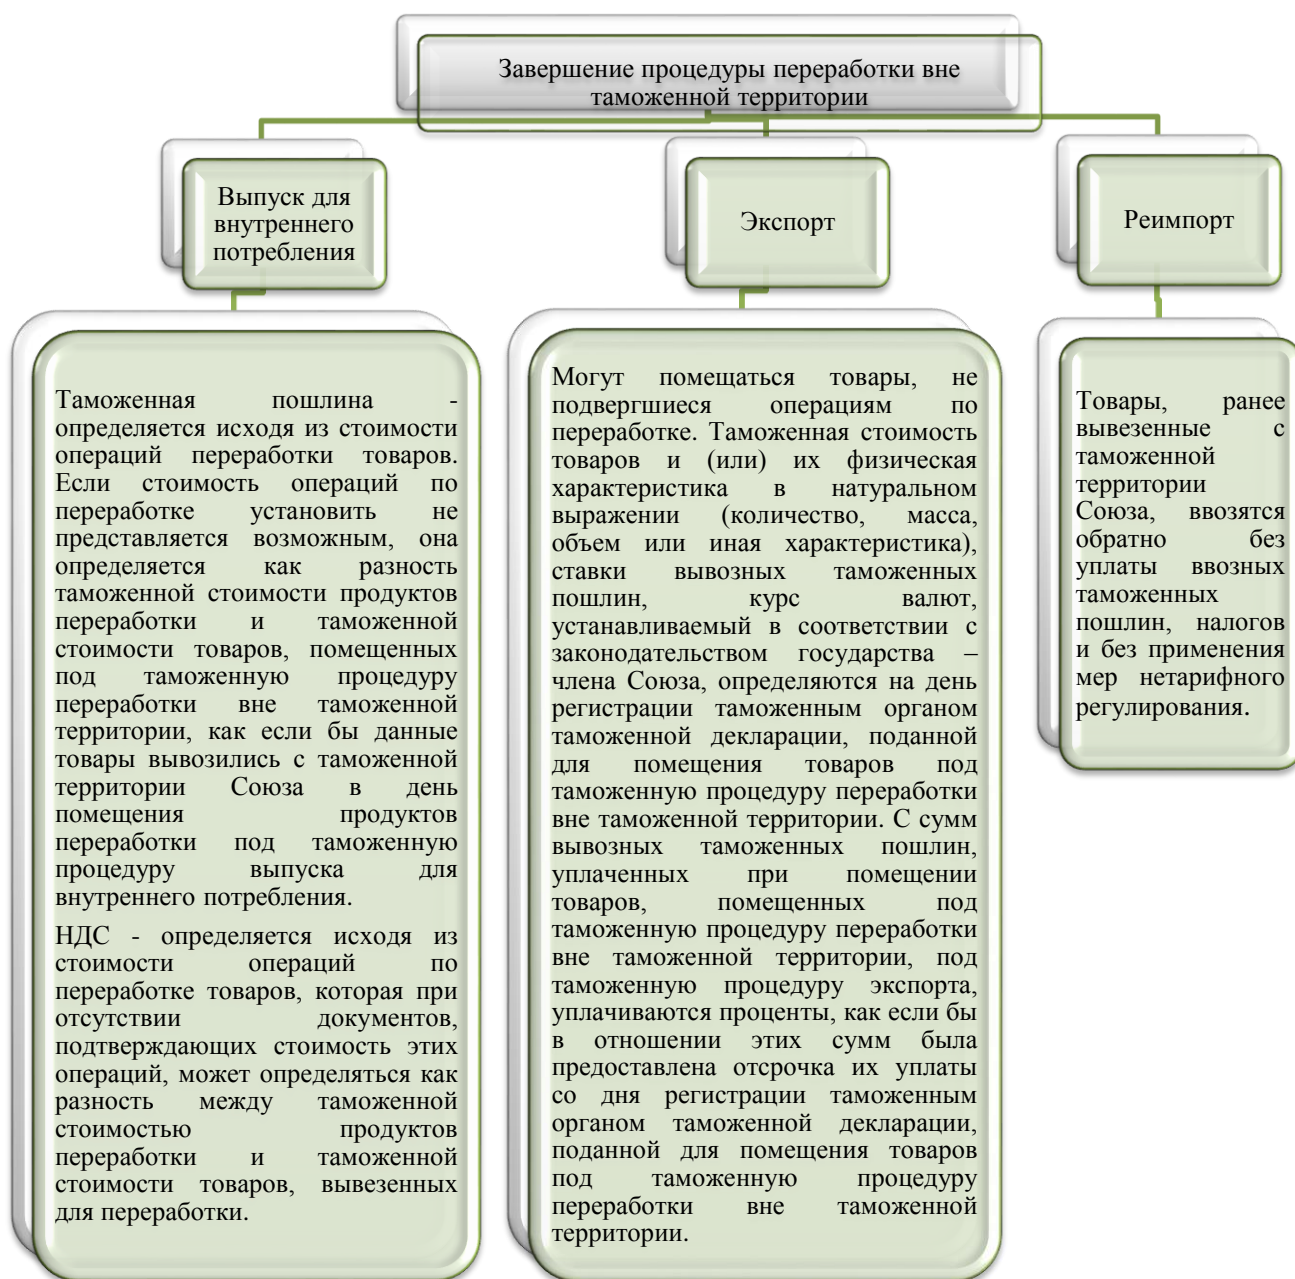 Завершение процедуры переработки вне
таможенной территории
Выпуск для
внутреннего
потребления
Экспорт
Реимпорт
Таможенная пошлина -
определяется исходя из стоимости
операций переработки товаров.
Если стоимость операций по
переработке установить не
представляется возможным, она
определяется как разность
таможенной стоимости продуктов
переработки и таможенной
стоимости товаров, помещенных
под таможенную процедуру
переработки вне таможенной
территории, как если бы данные
товары вывозились с таможенной
территории Союза в день
помещения продуктов
переработки под таможенную
процедуру выпуска для
внутреннего потребления.
НДС - определяется исходя из
стоимости операций по
переработке товаров, которая при
отсутствии документов,
подтверждающих стоимость этих
операций, может определяться как
разность между таможенной
стоимостью продуктов
переработки и таможенной
стоимости товаров, вывезенных
для переработки.
Могут помещаться товары, не
подвергшиеся операциям по
переработке. Таможенная стоимость
товаров и (или) их физическая
характеристика в натуральном
выражении (количество, масса,
объем или иная характеристика),
ставки вывозных таможенных
пошлин, курс валют,
устанавливаемый в соответствии с
законодательством государства –
члена Союза, определяются на день
регистрации таможенным органом
таможенной декларации, поданной
для помещения товаров под
таможенную процедуру переработки
вне таможенной территории. С сумм
вывозных таможенных пошлин,
уплаченных при помещении
товаров, помещенных под
таможенную процедуру переработки
вне таможенной территории, под
таможенную процедуру экспорта,
уплачиваются проценты, как если бы
в отношении этих сумм была
предоставлена отсрочка их уплаты
со дня регистрации таможенным
органом таможенной декларации,
поданной для помещения товаров
под таможенную процедуру
переработки вне таможенной
территории.
Товары, ранее
вывезенные с
таможенной
территории
Союза, ввозятся
обратно без
уплаты ввозных
таможенных
пошлин, налогов
и без применения
мер нетарифного
регулирования.